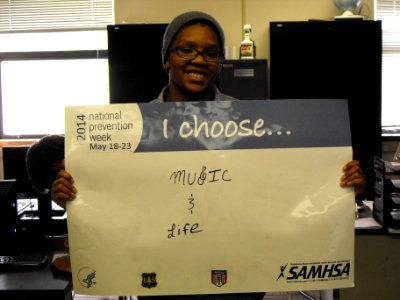 2014 national
prevention
week
May 18-23
I choose...
MUSIC
&
Life
SAMHSA